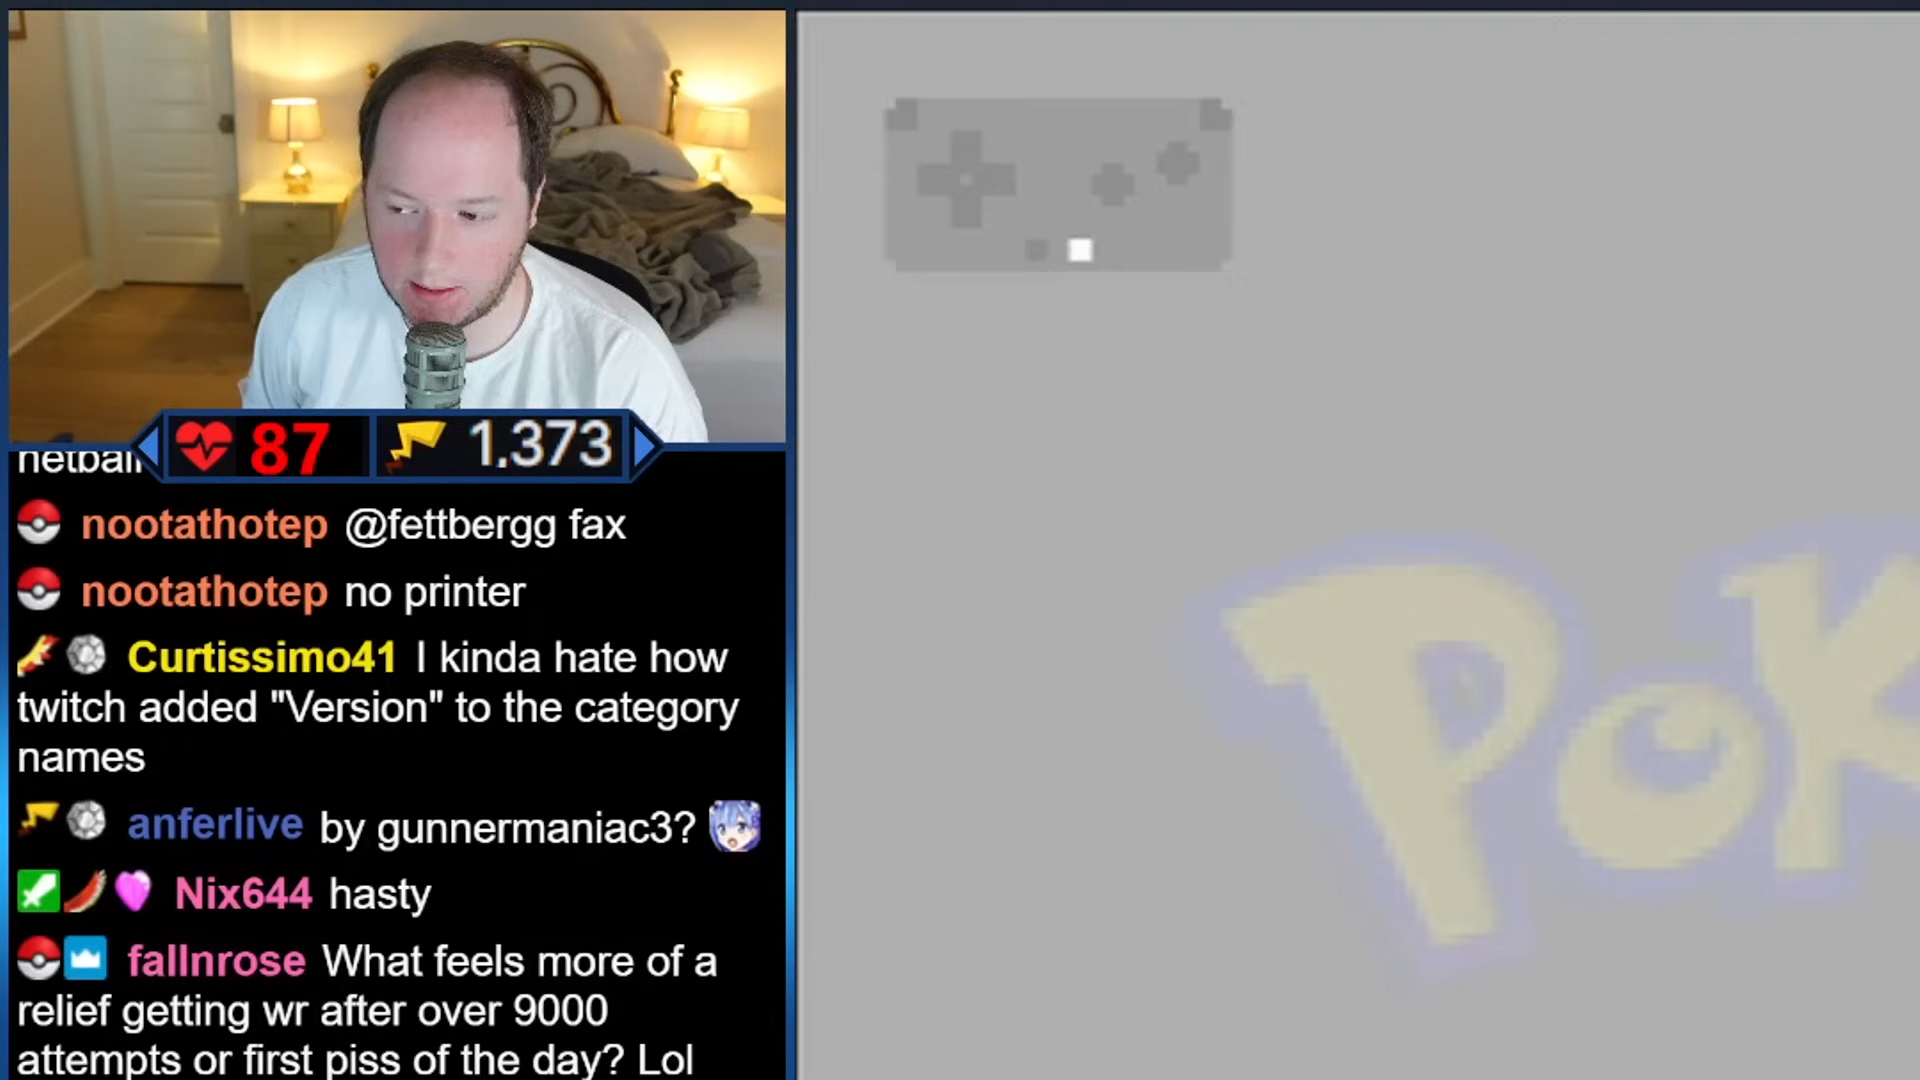 87 1,373
netball
nootathotep @fettbergg fax
nootathotep no printer
Curtissimo41 I kinda hate how
twitch added "Version" to the category
names
anferlive by gunnermaniac3?
Nix644 hasty
fallnrose What feels more of a
relief getting wr after over 9000
attempts or first piss of the day? Lol
POK